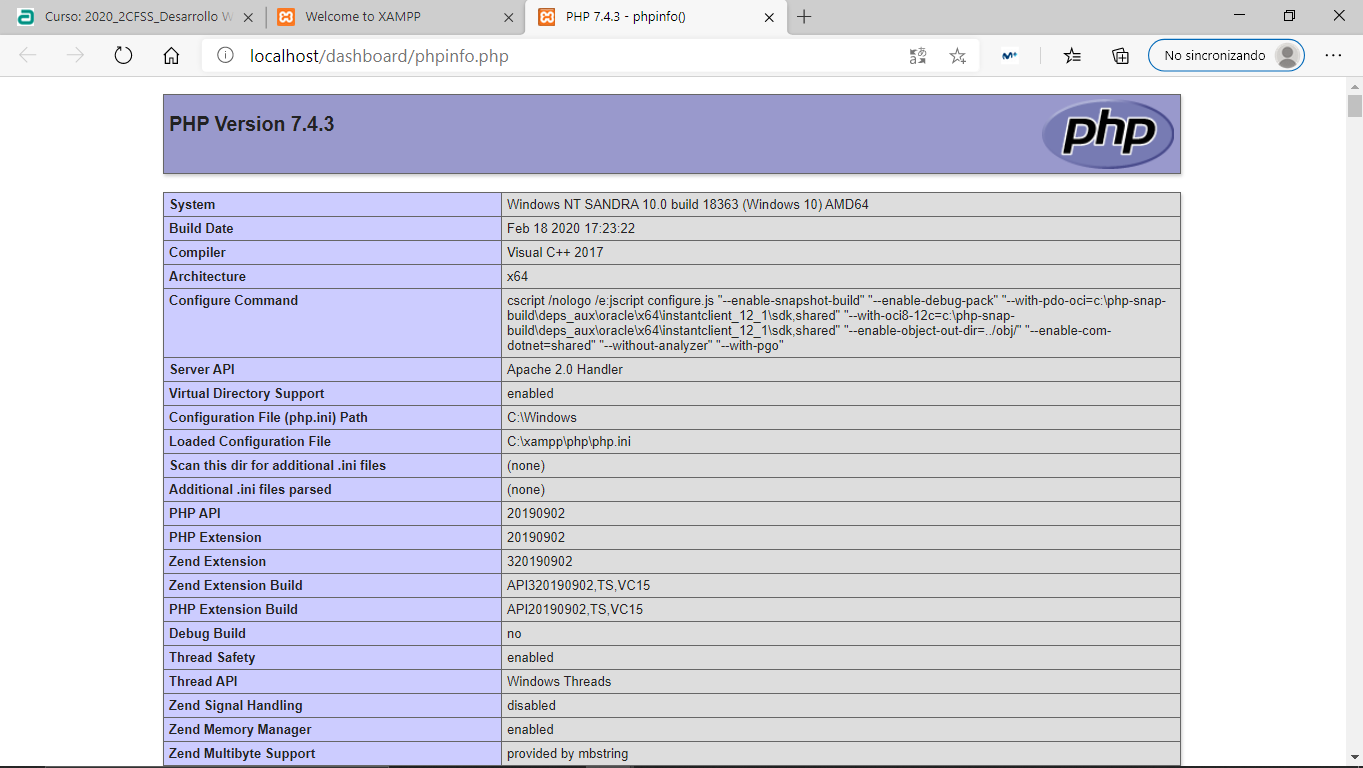 Curso: 2020_2CFSS_Desarrollo W
Welcome to XAMPP
PHP 7.4.3 - phpinfo()
localhost/dashboard/phpinfo.php
No sincronizando
PHP Version 7.4.3
php
System Windows NT SANDRA 10.0 build 18363 (Windows 10) AMD64
Build Date Feb 18 2020 17:23:22
Compiler Visual C++ 2017
Architecture x64
Configure Command cscript /nologo /e:jscript configure.js "--enable-snapshot-build" "--enable-debug-pack" "--with-pdo-oci=c:\php-snap-
build\deps_aux\oracle\x64\instantclient_12_1\sdk,shared" "--with-oci8-12c=c:\php-snap-
build\deps_aux\oracle\x64\instantclient_12_1\sdk,shared" "--enable-object-out-dir=../obj/" "--enable-com-
dotnet=shared" "--without-analyzer" "--with-pgo"
Server API Apache 2.0 Handler
Virtual Directory Support enabled
Configuration File (php.ini) Path C:\Windows
Loaded Configuration File C:\xampp\php\php.ini
Scan this dir for additional .ini files (none)
Additional .ini files parsed (none)
PHP API 20190902
PHP Extension 20190902
Zend Extension 320190902
Zend Extension Build API320190902,TS,VC15
PHP Extension Build API20190902,TS,VC15
Debug Build no
Thread Safety enabled
Thread API Windows Threads
Zend Signal Handling disabled
Zend Memory Manager enabled
Zend Multibyte Support provided by mbstring